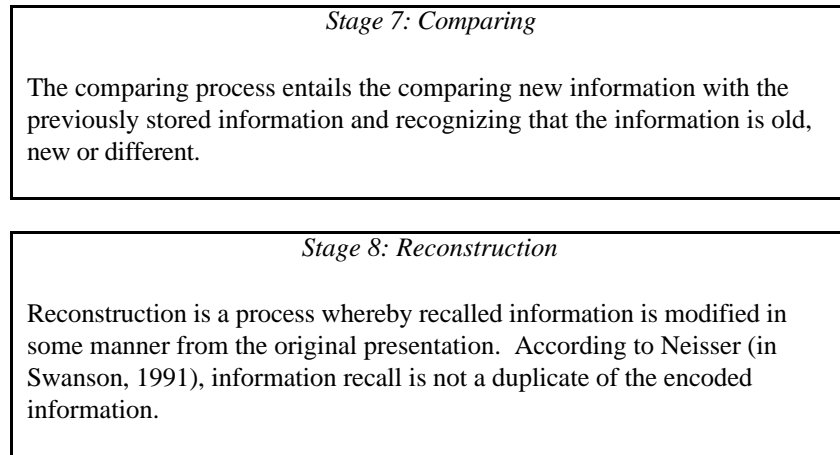 Stage 7: Comparing
The comparing process entails the comparing new information with the
previously stored information and recognizing that the information is old,
new or different.
Stage 8: Reconstruction
Reconstruction is a process whereby recalled information is modified in
some manner from the original presentation.  According to Neisser (in
Swanson, 1991), information recall is not a duplicate of the encoded
information.